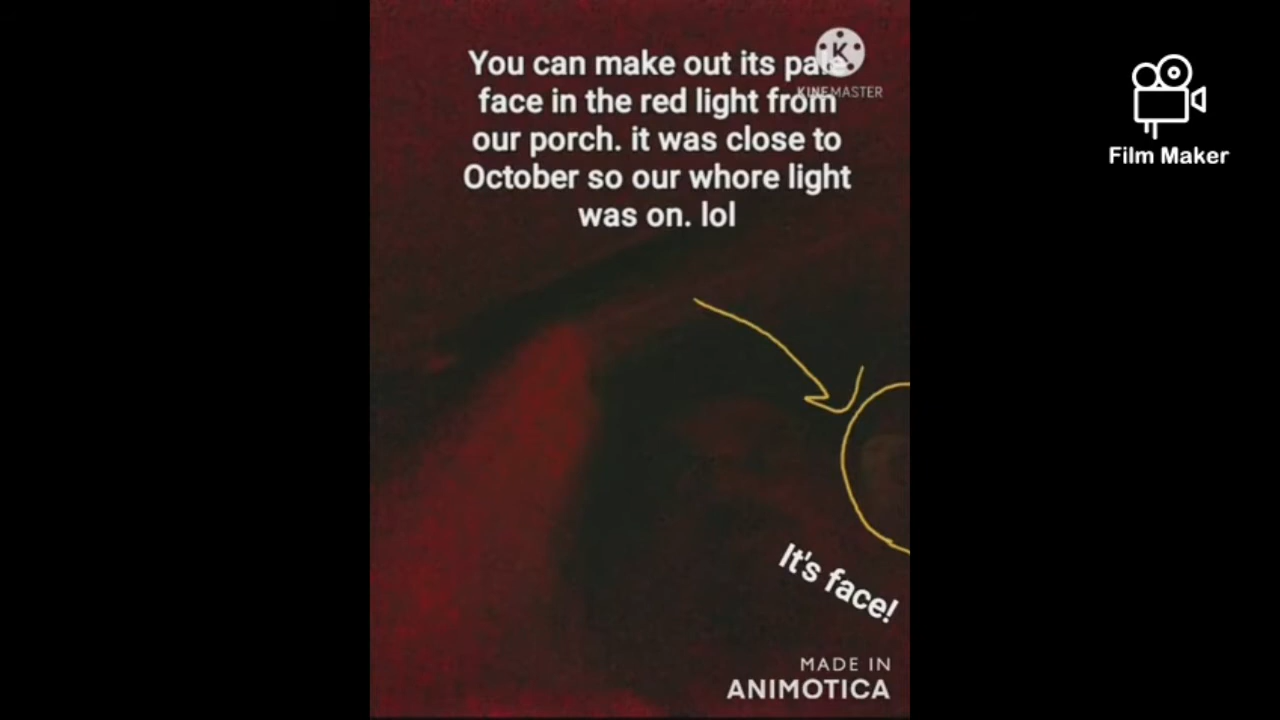 You can make out its pale
face in the red light from
our porch. it was close to
October so our whore light
was on. lol
K
KINEMASTER
Film Maker
It's face!
MADE IN
ANIMOTICA